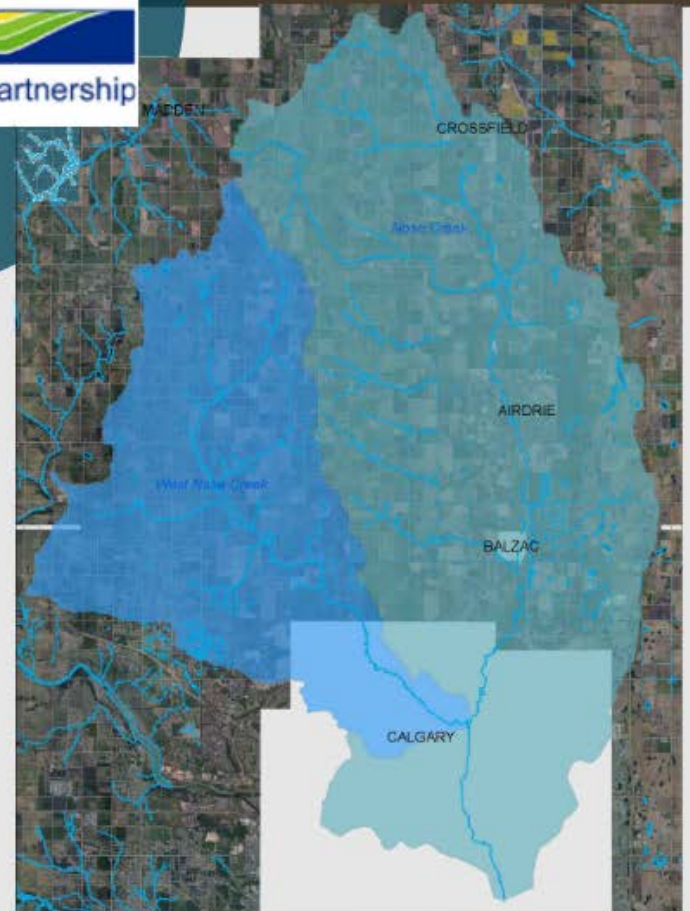 artnership
MADDEN
CROSSFIELD
Nose Creek
AIRDRIE
West Nose Creek
BALZAC
CALGARY